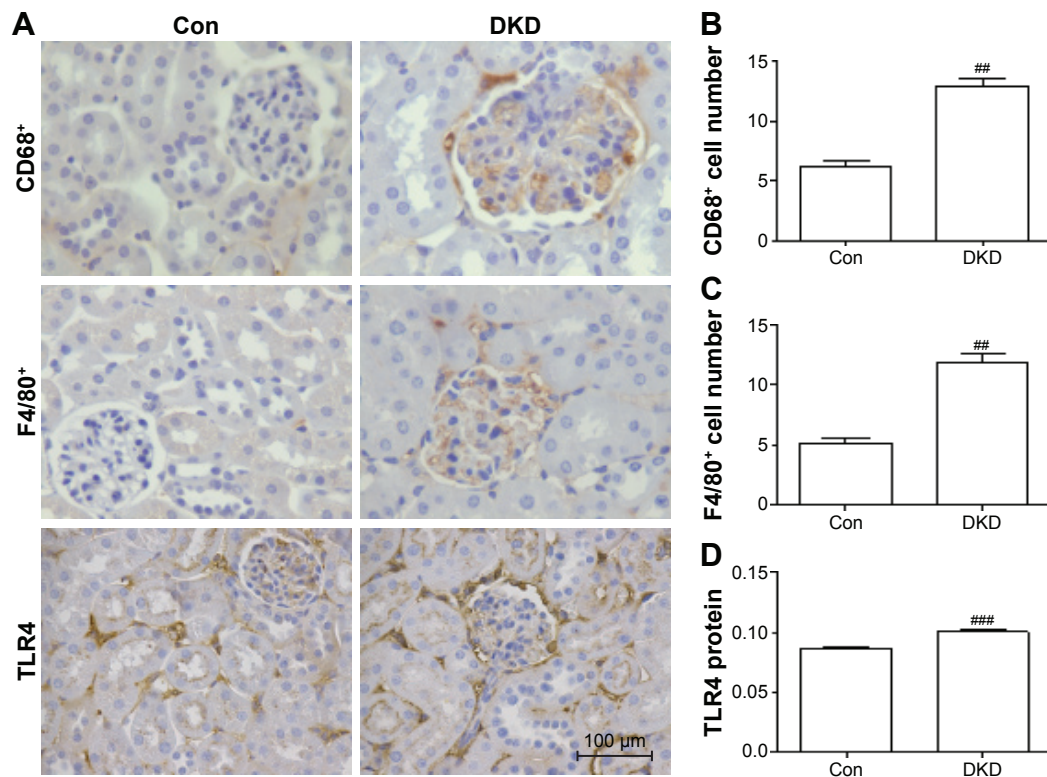 A
Con
DKD
CD68⁺
F4/80⁺
TLR4
100 µm
B
CD68⁺ cell number
15
10
5
0
##
Con
DKD
C
F4/80⁺ cell number
15
10
5
0
##
Con
DKD
D
TLR4 protein
0.15
0.10
0.05
0.0
###
Con
DKD